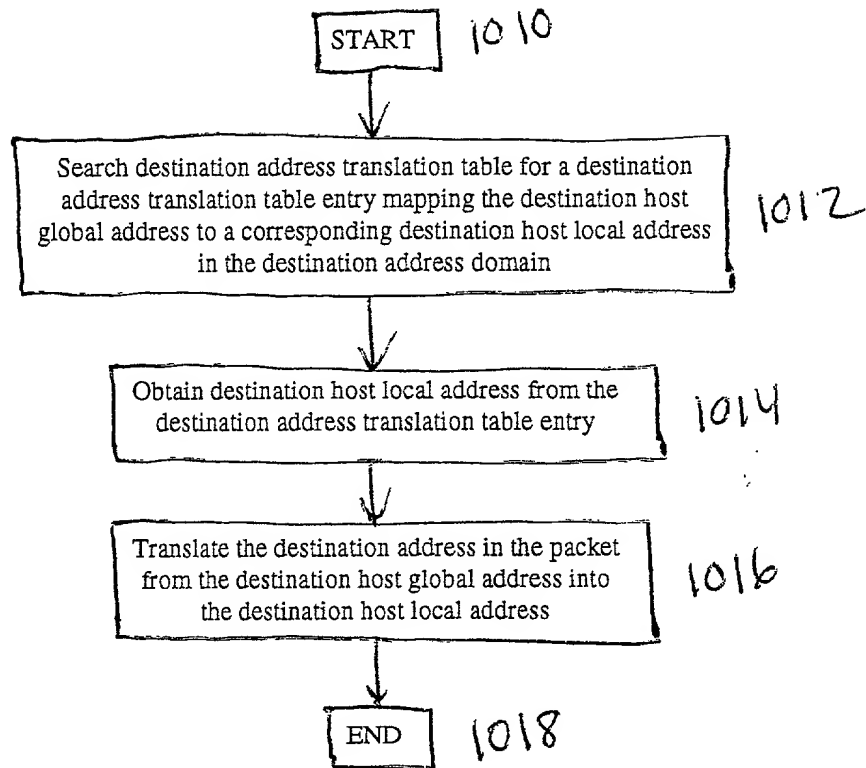 START 1010
Search destination address translation table for a destination
address translation table entry mapping the destination host
global address to a corresponding destination host local address
in the destination address domain
1012
Obtain destination host local address from the
destination address translation table entry
1014
Translate the destination address in the packet
from the destination host global address into
the destination host local address
1016
END 1018